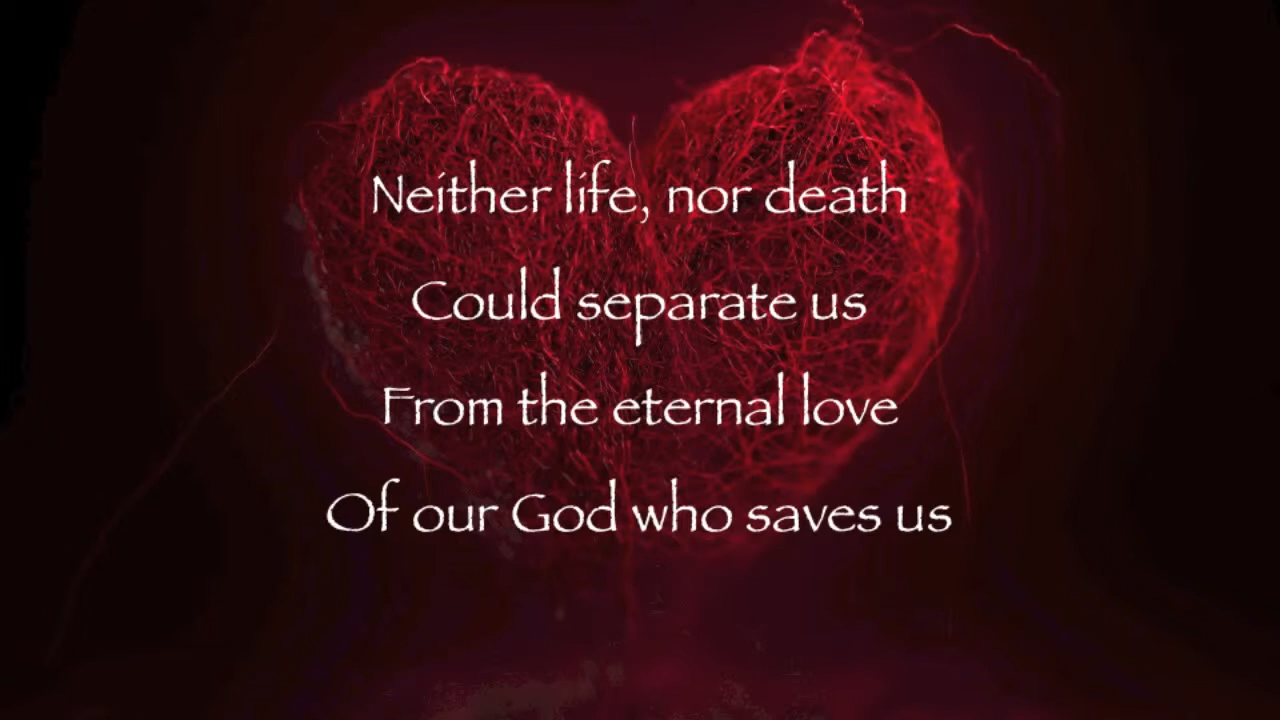 Neither life, nor death
Could separate us
From the eternal love
Of our God who saves us